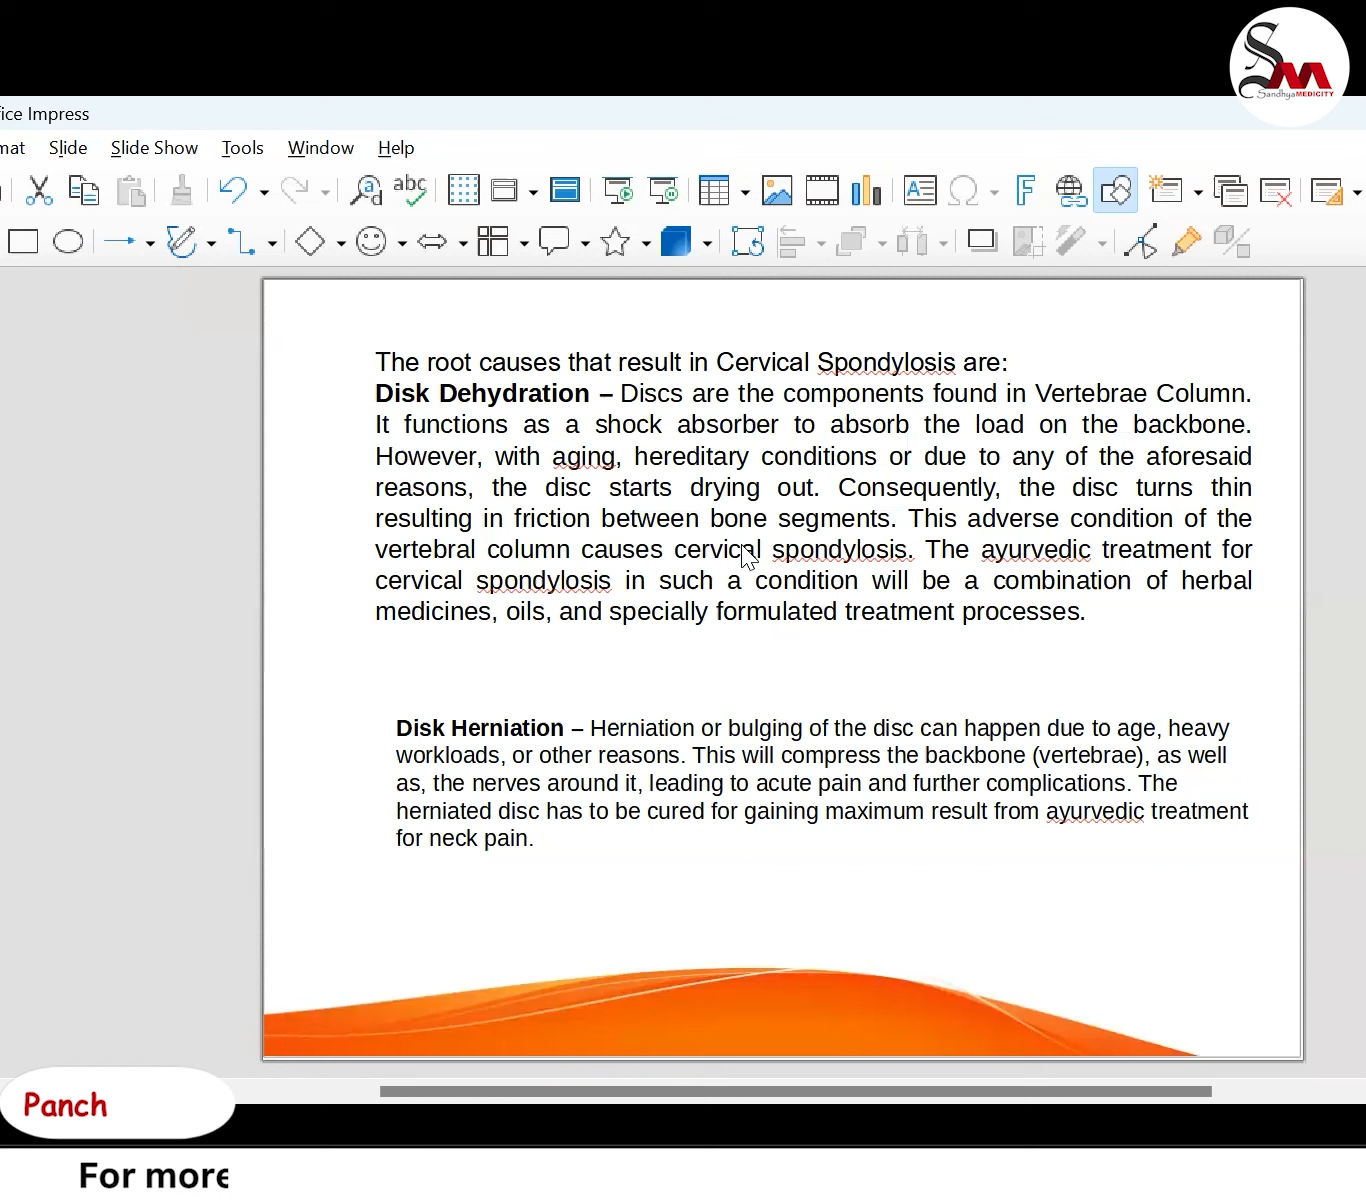 Sandhya MEDICITY
ice Impress
mat Slide Slide Show Tools Window Help
The root causes that result in Cervical Spondylosis are:
Disk Dehydration – Discs are the components found in Vertebrae Column.
It functions as a shock absorber to absorb the load on the backbone.
However, with aging, hereditary conditions or due to any of the aforesaid
reasons, the disc starts drying out. Consequently, the disc turns thin
resulting in friction between bone segments. This adverse condition of the
vertebral column causes cervical spondylosis. The ayurvedic treatment for
cervical spondylosis in such a condition will be a combination of herbal
medicines, oils, and specially formulated treatment processes.
Disk Herniation – Herniation or bulging of the disc can happen due to age, heavy
workloads, or other reasons. This will compress the backbone (vertebrae), as well
as, the nerves around it, leading to acute pain and further complications. The
herniated disc has to be cured for gaining maximum result from ayurvedic treatment
for neck pain.
Panch
For more